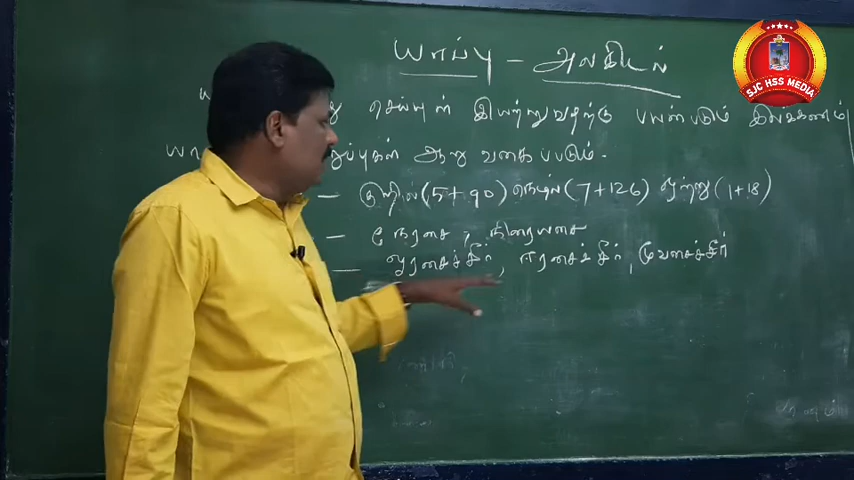 யாப்பு - அலகிடல்
செய்யுள் இயற்றுவதற்கு பயன்படும் இலக்கணம்
உறுப்புகள் ஆறு வகைப்படும்.
- குறில் (5+90) நெடில் (7+126) ஒற்று (1+18)
- நேரசை, நிரையசை
- ஓரசைச்சீர், ஈரசைச்சீர், மூவசைச்சீர்
SJC HSS MEDIA